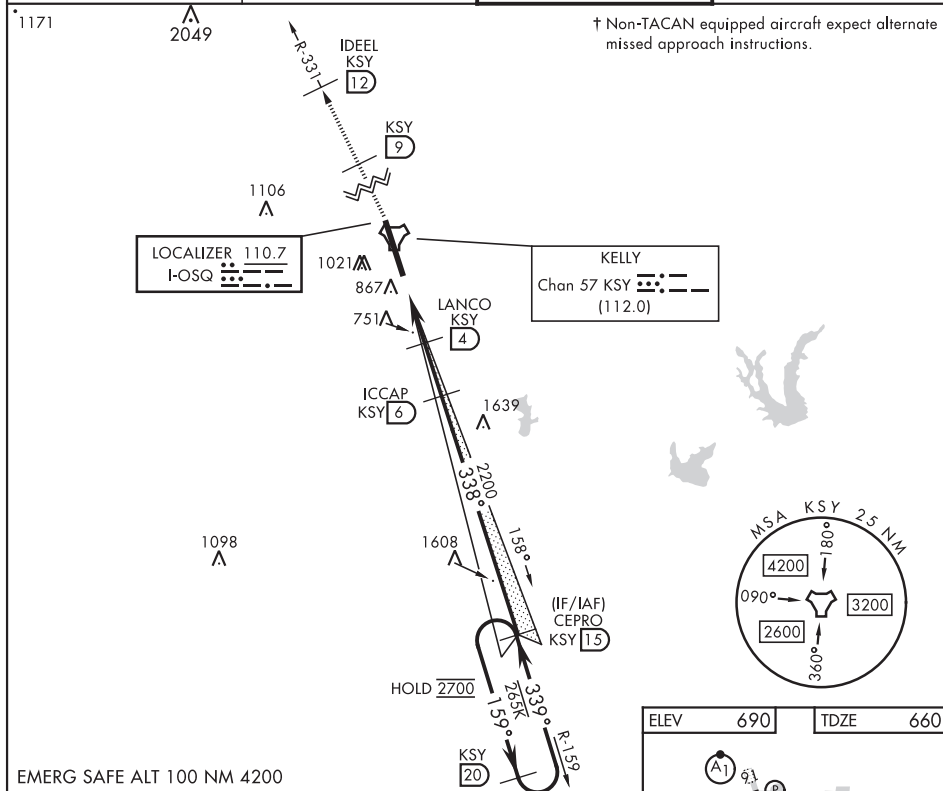 1171
2049
† Non-TACAN equipped aircraft expect alternate
missed approach instructions.
R-331
IDEEL
KSY
12
KSY
9
1106
LOCALIZER 110.7
I-OSQ
1021
867
751
KELLY
Chan 57 KSY
(112.0)
LANCO
KSY
4
ICCAP
KSY 6
1639
2200
338°
158°
1098
1608
(IF/IAF)
CEPRO
KSY 15
HOLD 2700
159°
265K
339°
R-159
KSY
20
MSA KSY 25 NM
180°
4200
090°
3200
2600
360°
ELEV 690
TDZE 660
A1
91
P
EMERG SAFE ALT 100 NM 4200